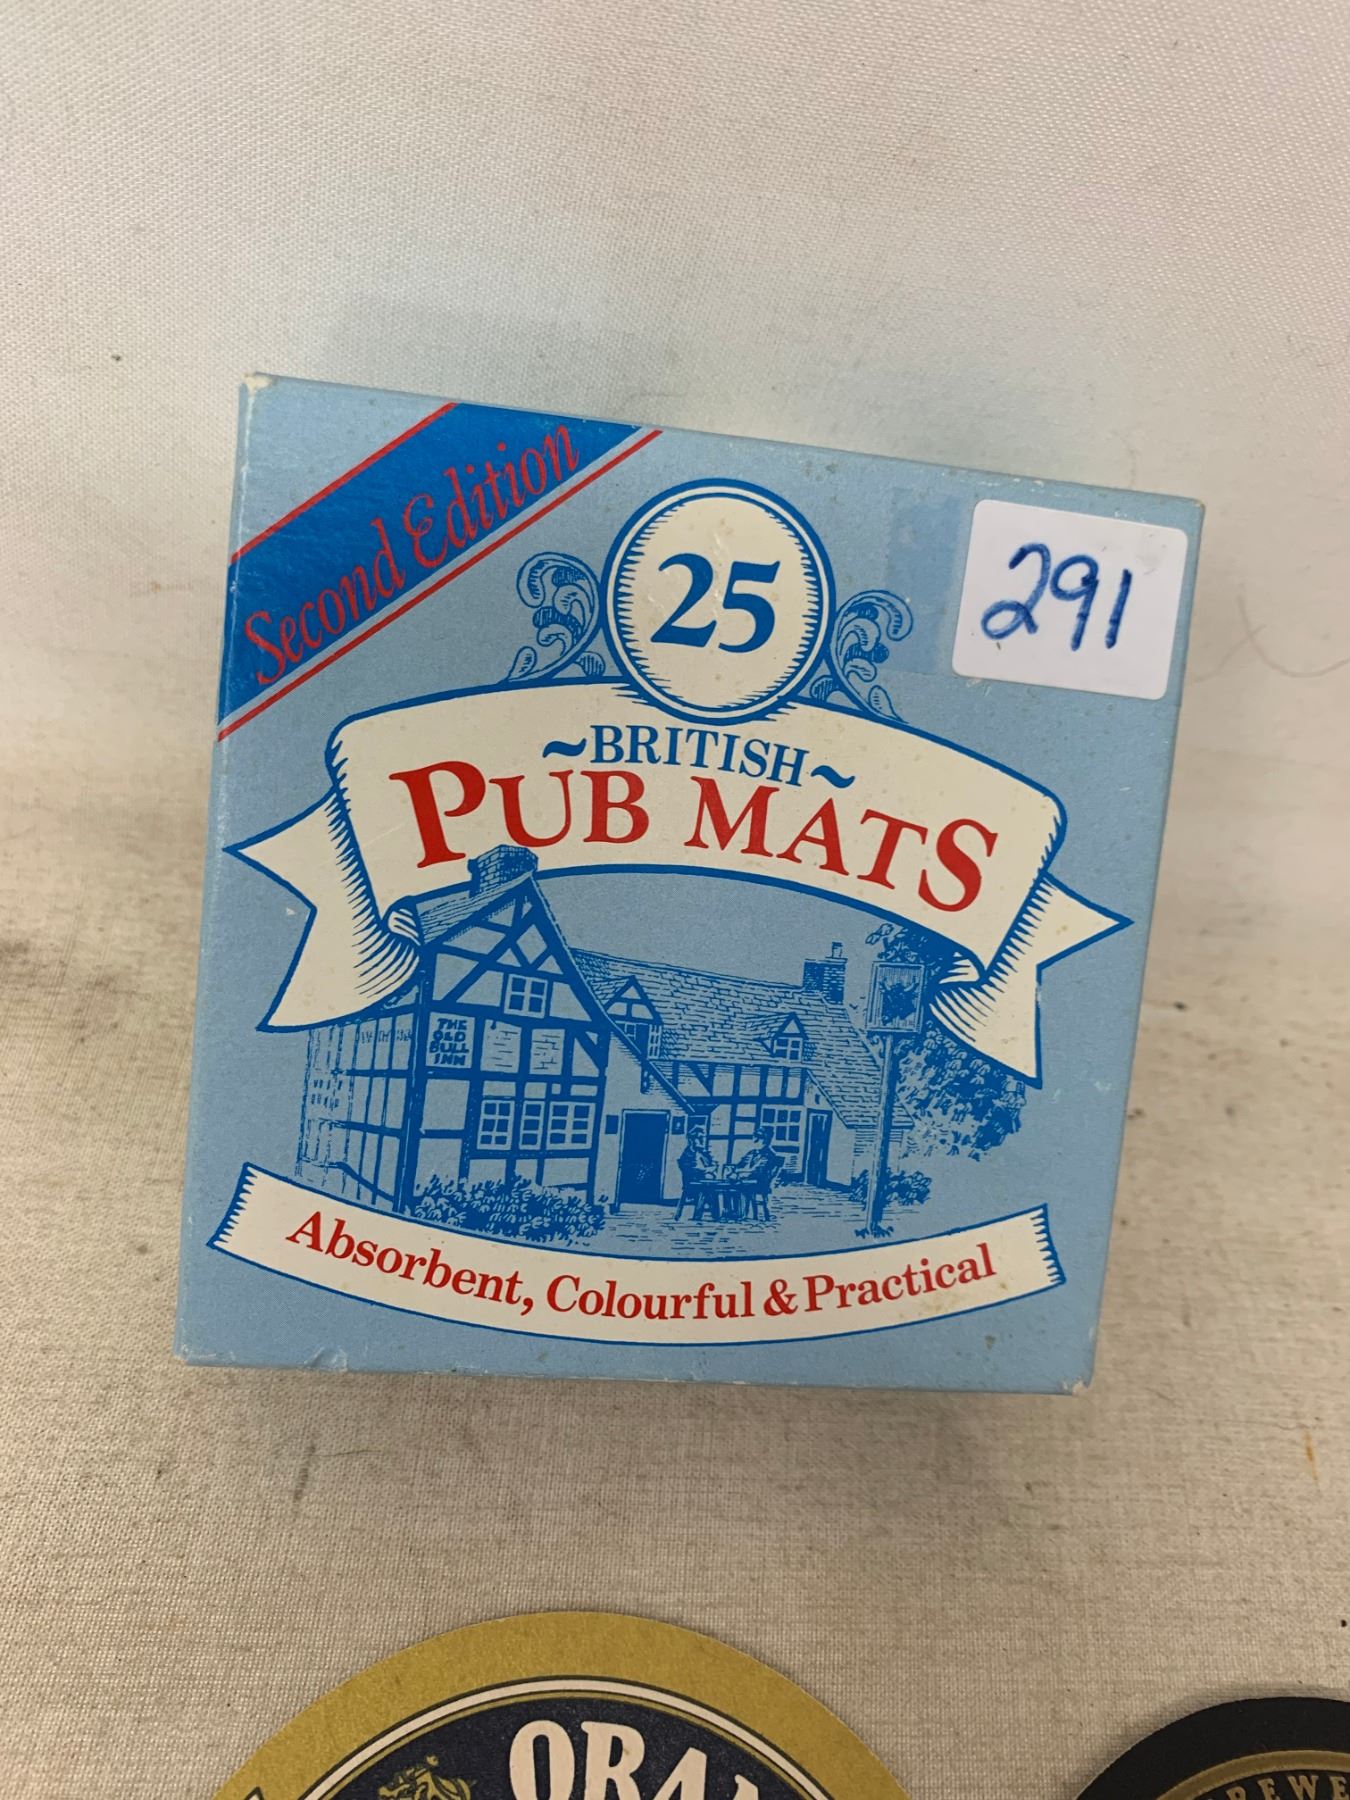 Second Edition
25
291
~BRITISH~
PUB MATS
THE
OLD
BULL
INN
Absorbent, Colourful & Practical